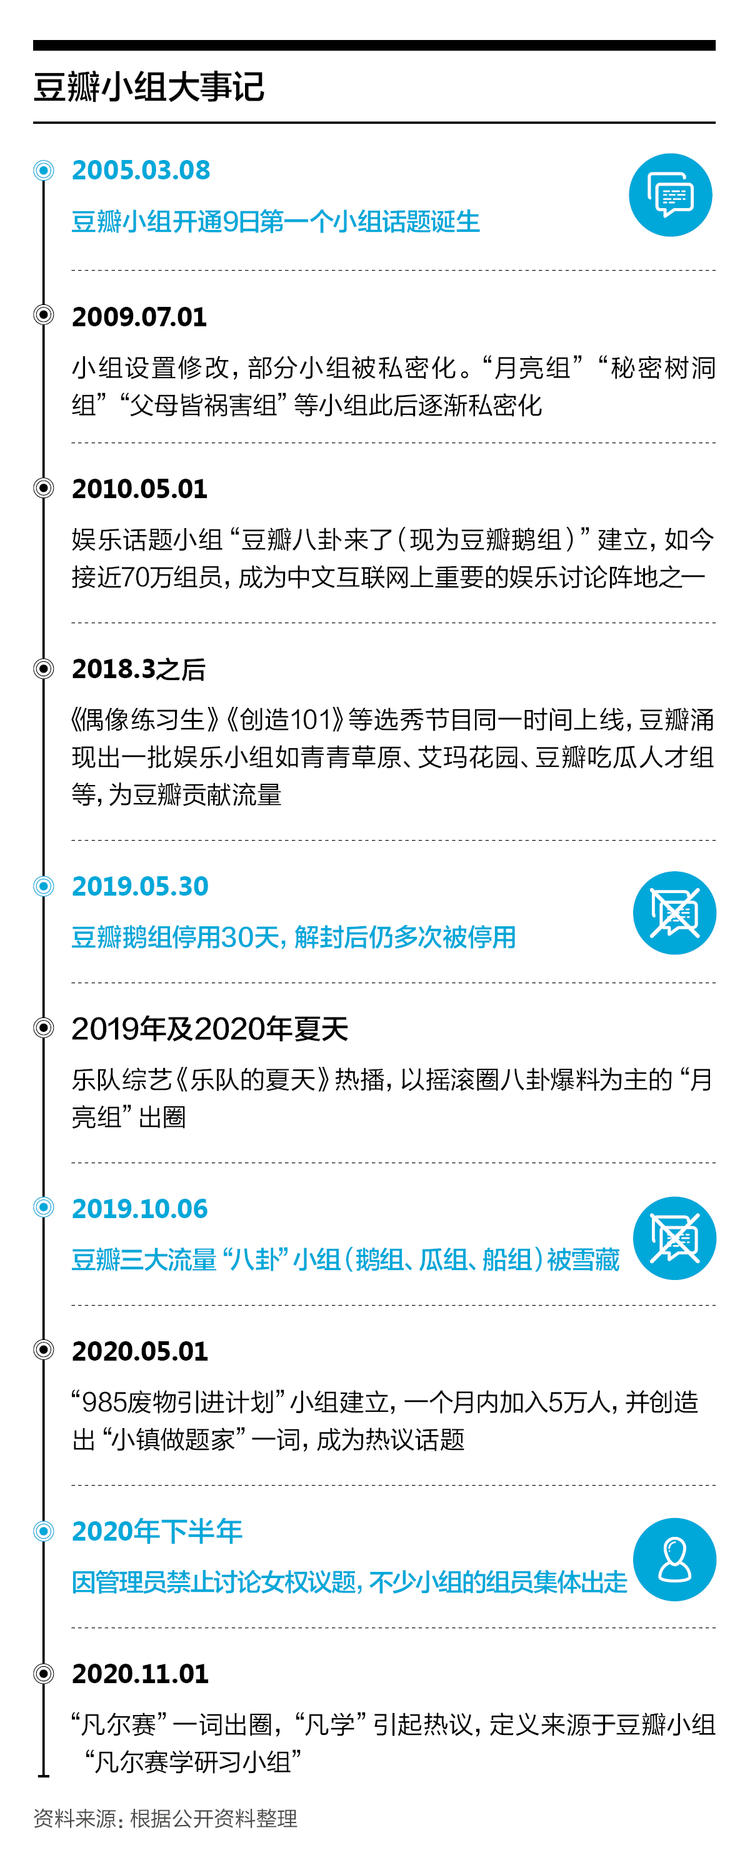 豆瓣小组大事记
2005.03.08
豆瓣小组开通9日第一个小组话题诞生
2009.07.01
小组设置修改，部分小组被私密化。“月亮组”“秘密树洞
组”“父母皆祸害组”等小组此后逐渐私密化
2010.05.01
娱乐话题小组“豆瓣八卦来了（现为豆瓣鹅组）”建立，如今
接近70万组员，成为中文互联网上重要的娱乐讨论阵地之一
2018.3之后
《偶像练习生》《创造101》等选秀节目同一时间上线，豆瓣涌
现出一批娱乐小组如青青草原、艾玛花园、豆瓣吃瓜人才组
等，为豆瓣贡献流量
2019.05.30
豆瓣鹅组停用30天，解封后仍多次被停用
2019年及2020年夏天
乐队综艺《乐队的夏天》热播，以摇滚圈八卦爆料为主的“月
亮组”出圈
2019.10.06
豆瓣三大流量“八卦”小组（鹅组、瓜组、船组）被雪藏
2020.05.01
“985废物引进计划”小组建立，一个月内加入5万人，并创造
出“小镇做题家”一词，成为热议话题
2020年下半年
因管理员禁止讨论女权议题，不少小组的组员集体出走
2020.11.01
“凡尔赛”一词出圈，“凡学”引起热议，定义来源于豆瓣小组
“凡尔赛学研习小组”
资料来源：根据公开资料整理